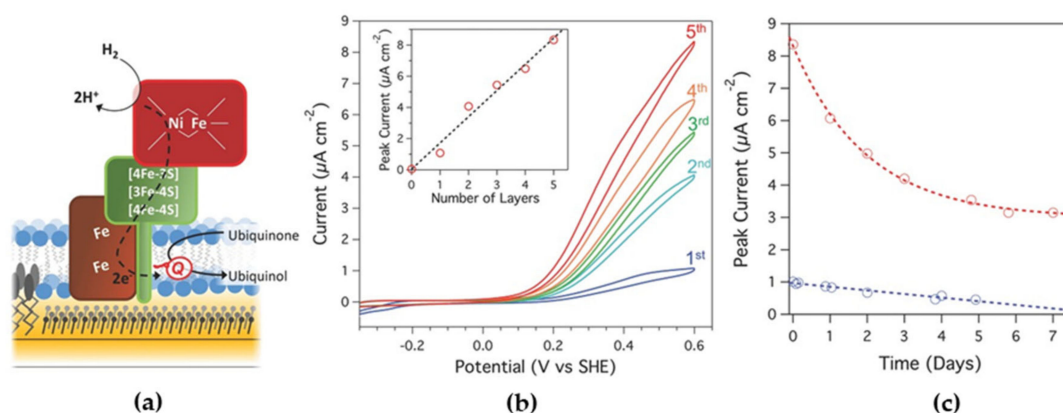 H₂
2H⁺
Ni Fe
[4Fe-3S]
[3Fe-4S]
[4Fe-4S]
Fe
Fe
2e⁻
Q
Ubiquinone
Ubiquinol
(a)
9
8
7
6
5
4
3
2
1
0
Current (µA cm⁻²)
-0.2
0.0
0.2
0.4
0.6
Potential (V vs SHE)
8
6
4
2
0
Peak Current (µA cm⁻²)
0 1 2 3 4 5
Number of Layers
5ᵗʰ
4ᵗʰ
3ʳᵈ
2ⁿᵈ
1ˢᵗ
(b)
9
8
7
6
5
4
3
2
1
0
Peak Current (µA cm⁻²)
0 1 2 3 4 5 6 7
Time (Days)
(c)